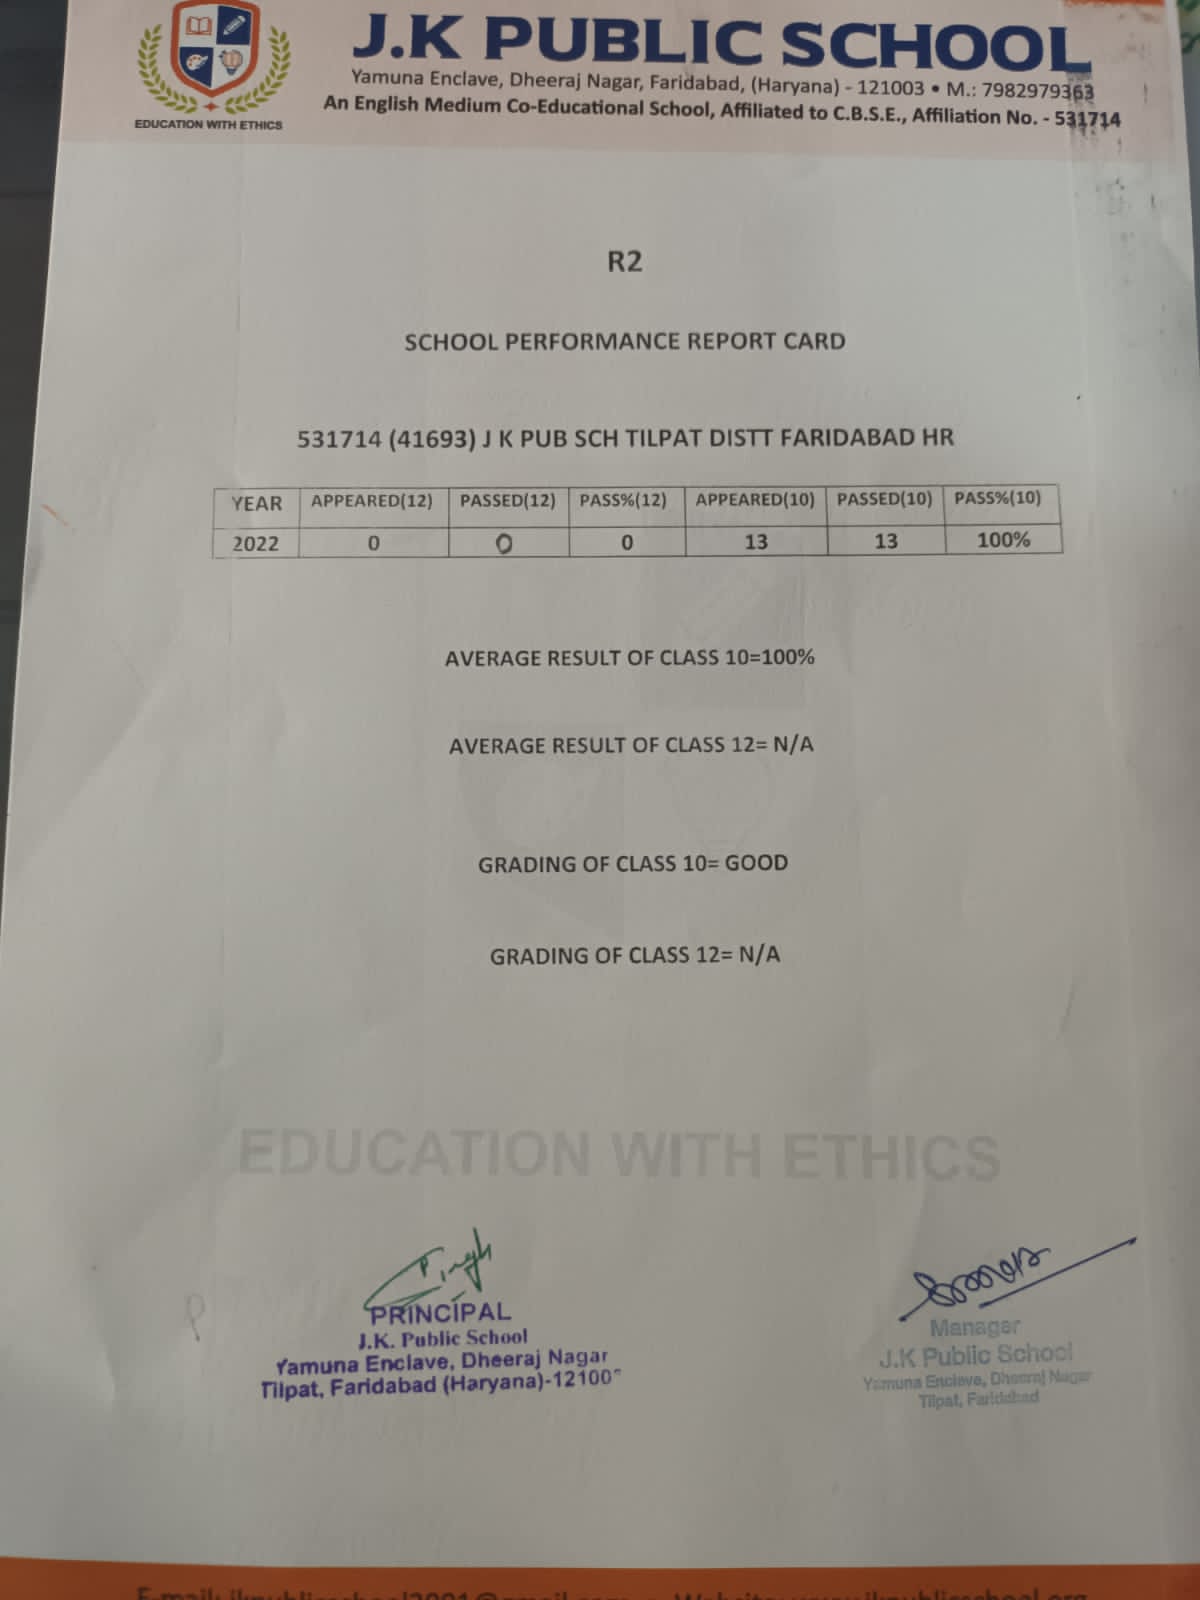 J.K PUBLIC SCHOOL
Yamuna Enclave, Dheeraj Nagar, Faridabad, (Haryana) - 121003 • M.: 7982979363
An English Medium Co-Educational School, Affiliated to C.B.S.E., Affiliation No. - 531714
EDUCATION WITH ETHICS
R2
SCHOOL PERFORMANCE REPORT CARD
531714 (41693) J K PUB SCH TILPAT DISTT FARIDABAD HR
YEAR APPEARED(12) PASSED(12) PASS%(12) APPEARED(10) PASSED(10) PASS%(10)
2022 0 0 0 13 13 100%
AVERAGE RESULT OF CLASS 10=100%
AVERAGE RESULT OF CLASS 12= N/A
GRADING OF CLASS 10= GOOD
GRADING OF CLASS 12= N/A
EDUCATION WITH ETHICS
PRINCIPAL
J.K. Public School
Yamuna Enclave, Dheeraj Nagar
Tilpat, Faridabad (Haryana)-12100
Manager
J.K Public School
Yamuna Enclave, Dheeraj Nagar
Tilpat, Faridabad